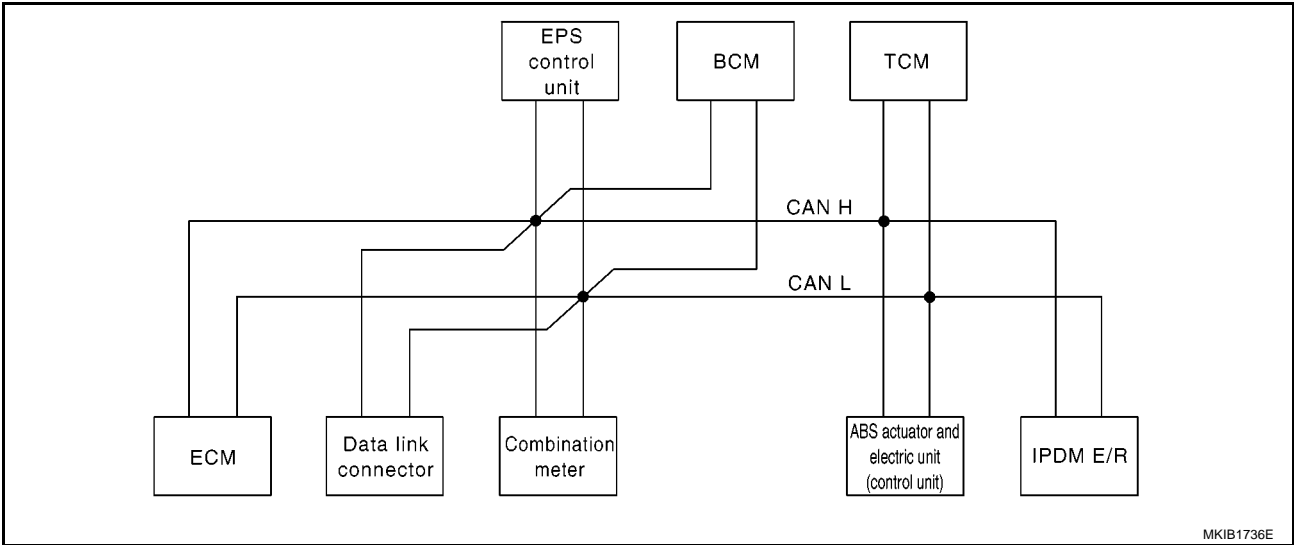 EPS
control
unit
BCM
TCM
CAN H
CAN L
ECM
Data link
connector
Combination
meter
ABS actuator and
electric unit
(control unit)
IPDM E/R
MKIB1736E